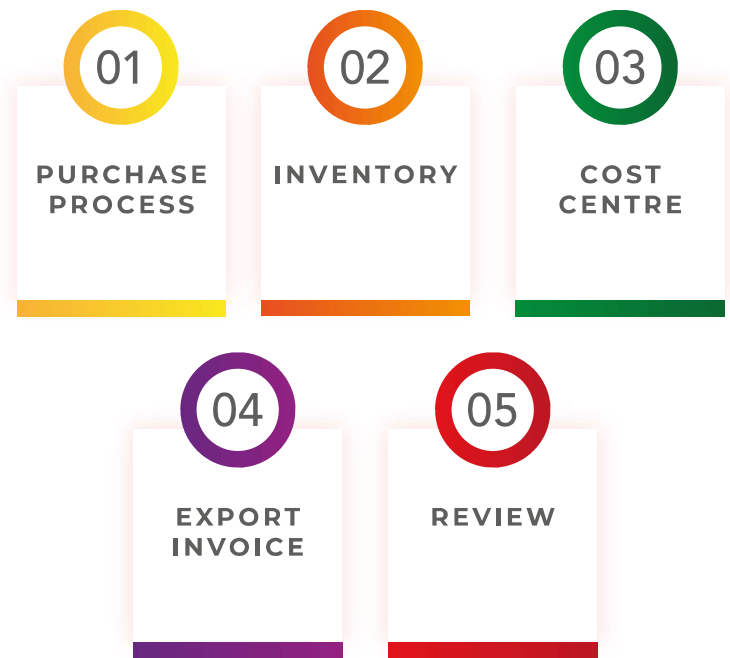 01
PURCHASE
PROCESS
02
INVENTORY
03
COST
CENTRE
04
EXPORT
INVOICE
05
REVIEW